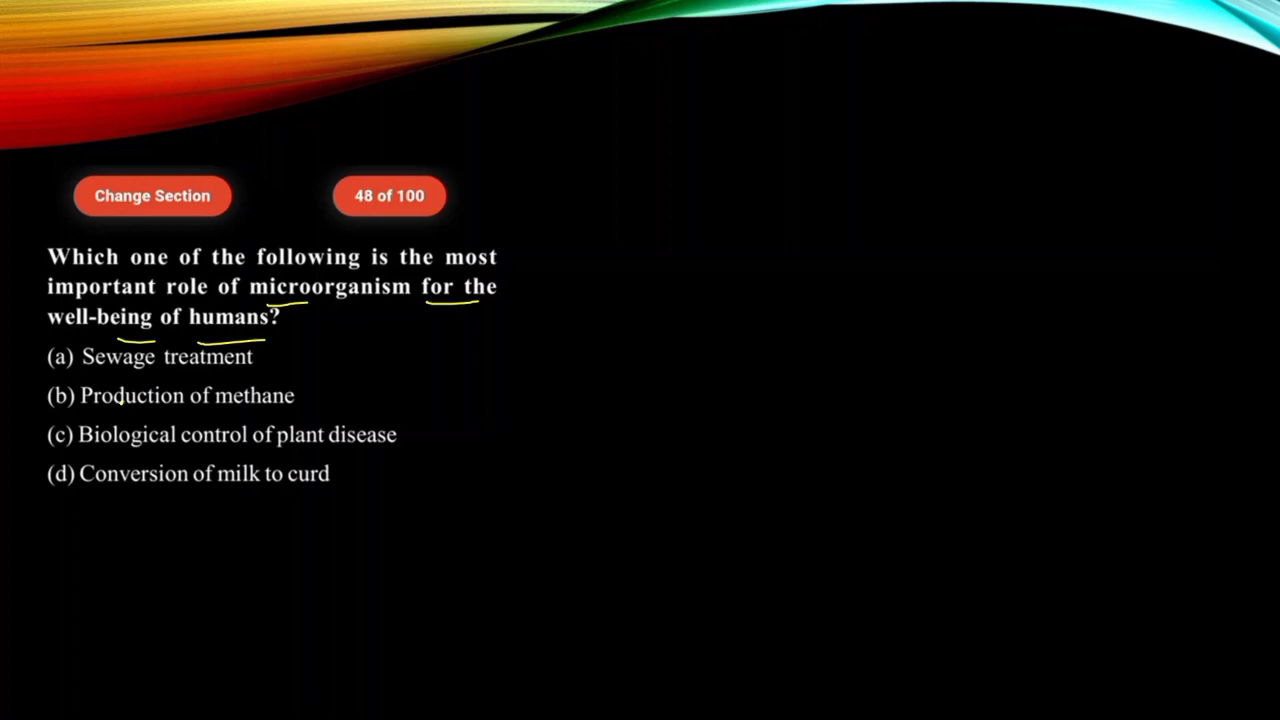 Change Section
48 of 100
Which one of the following is the most
important role of microorganism for the
well-being of humans?
(a) Sewage treatment
(b) Production of methane
(c) Biological control of plant disease
(d) Conversion of milk to curd